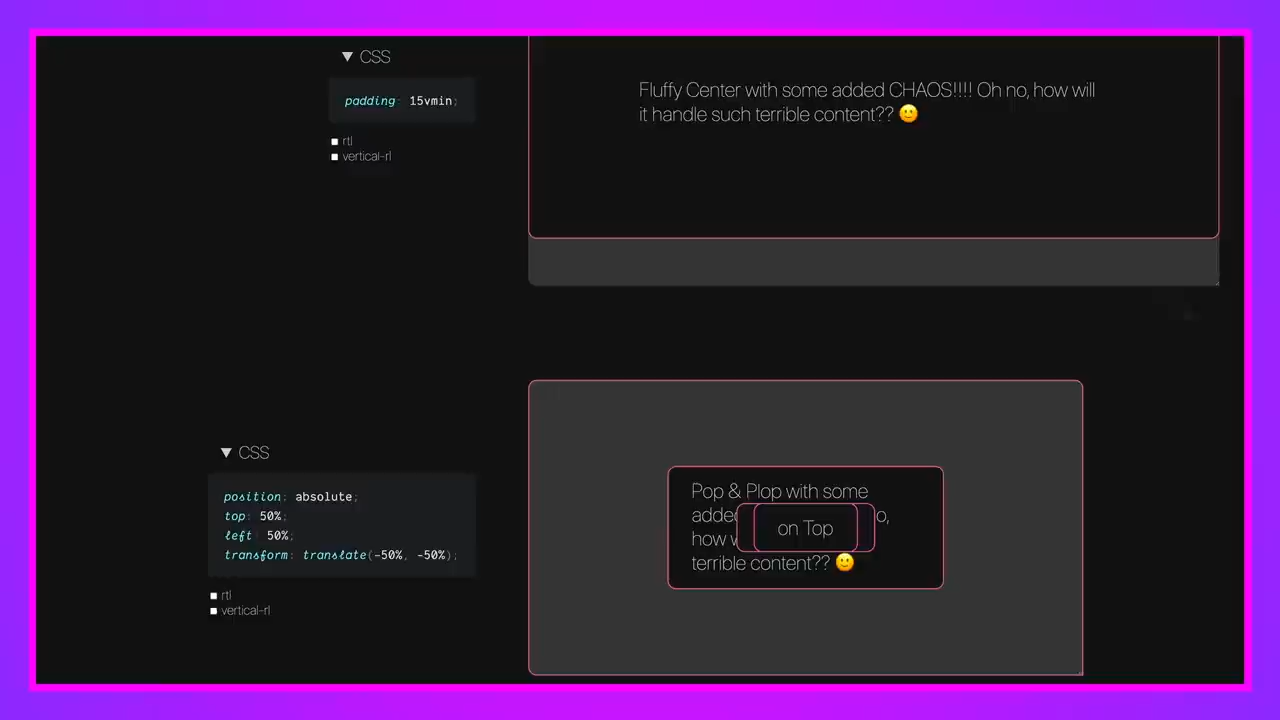 ▼ CSS
padding: 15vmin;
rtl
vertical-rl
Fluffy Center with some added CHAOS!!!! Oh no, how will
it handle such terrible content?? 🙂
▼ CSS
position: absolute;
top: 50%;
left: 50%;
transform: translate(-50%, -50%);
rtl
vertical-rl
Pop & Plop with some
o,
how
terrible content?? 🙂
on Top